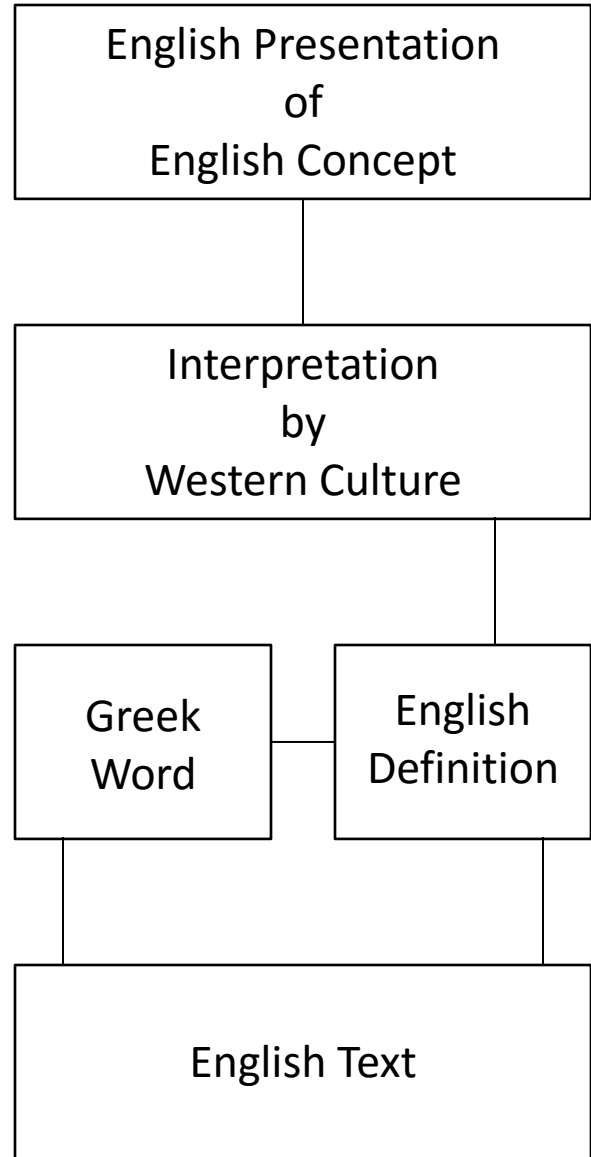 English Presentation
of
English Concept
Interpretation
by
Western Culture
Greek
Word
English
Definition
English Text